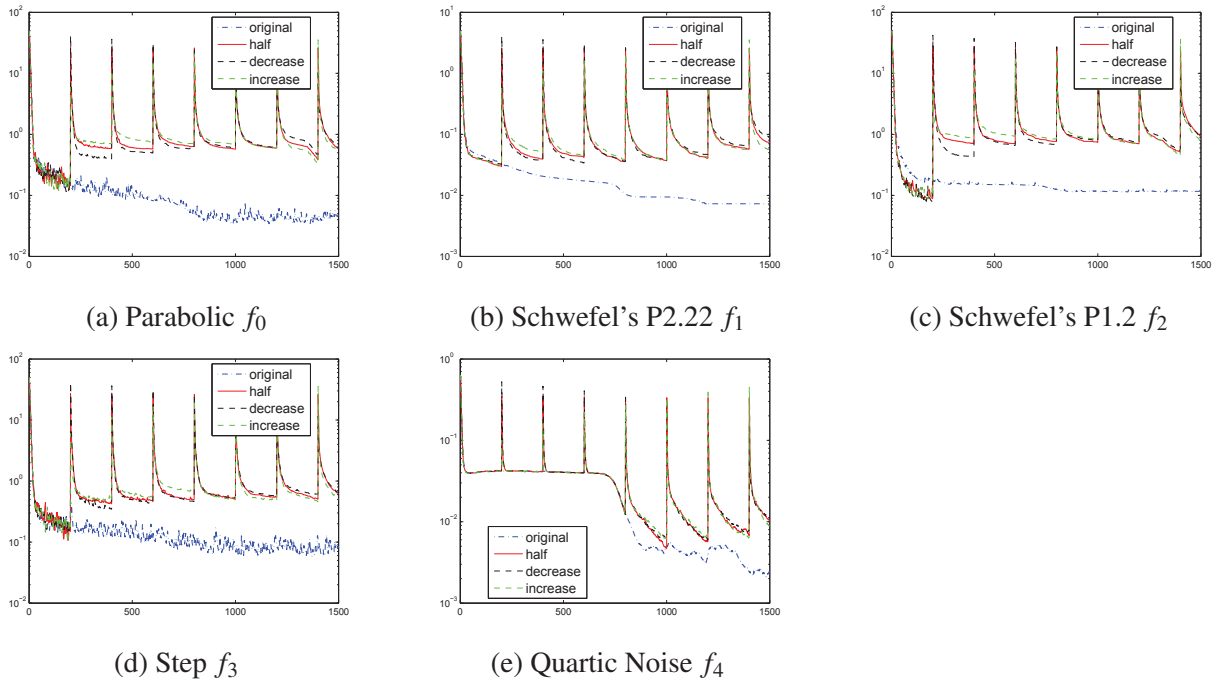 10^2
10^1
10^0
10^-1
10^-2
0 500 1000 1500
original
half
decrease
increase
(a) Parabolic f0
10^1
10^0
10^-1
10^-2
10^-3
0 500 1000 1500
original
half
decrease
increase
(b) Schwefel's P2.22 f1
10^2
10^1
10^0
10^-1
10^-2
0 500 1000 1500
original
half
decrease
increase
(c) Schwefel's P1.2 f2
10^2
10^1
10^0
10^-1
10^-2
0 500 1000 1500
original
half
decrease
increase
(d) Step f3
10^0
10^-1
10^-2
10^-3
0 500 1000 1500
original
half
decrease
increase
(e) Quartic Noise f4